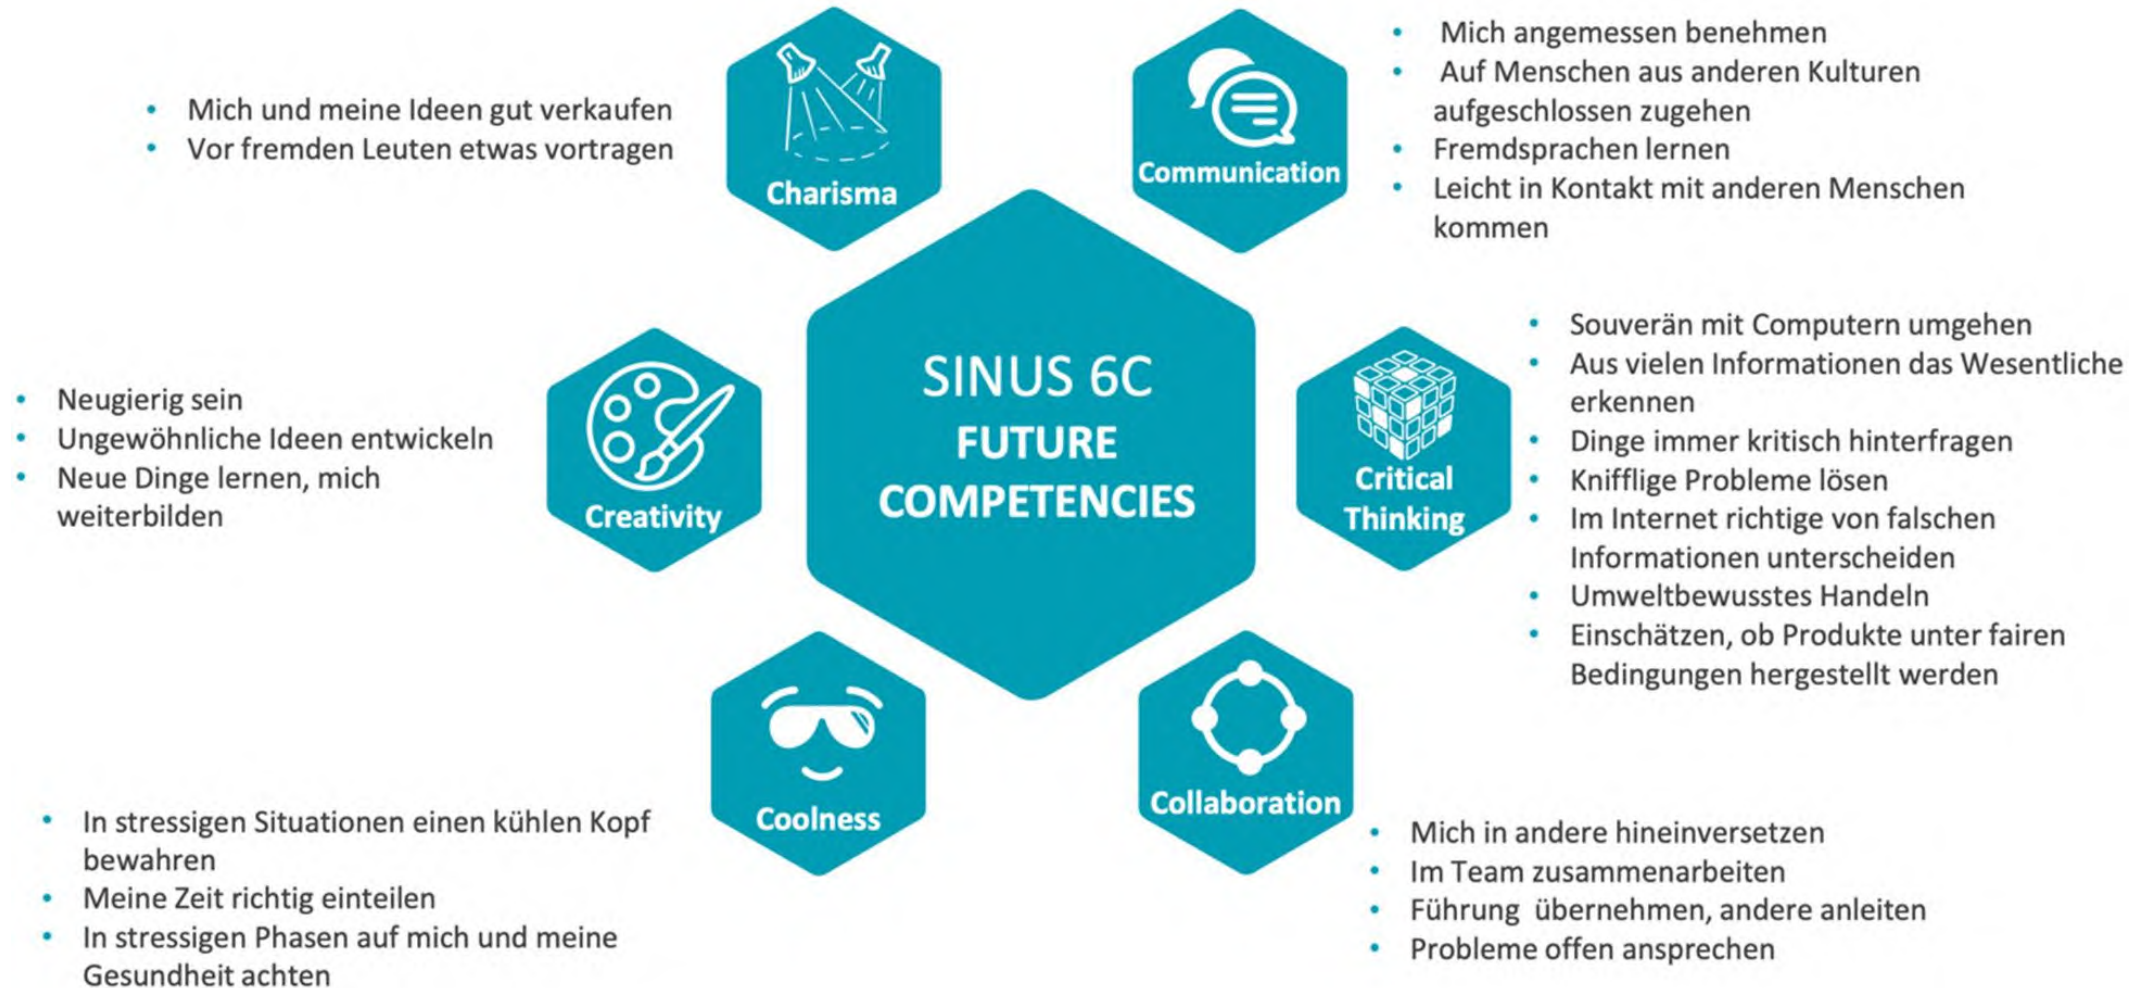 Charisma
• Mich und meine Ideen gut verkaufen
• Vor fremden Leuten etwas vortragen
Communication
• Mich angemessen benehmen
• Auf Menschen aus anderen Kulturen
aufgeschlossen zugehen
• Fremdsprachen lernen
• Leicht in Kontakt mit anderen Menschen
kommen
SINUS 6C
FUTURE
COMPETENCIES
Creativity
• Neugierig sein
• Ungewöhnliche Ideen entwickeln
• Neue Dinge lernen, mich
weiterbilden
Critical
Thinking
• Souverän mit Computern umgehen
• Aus vielen Informationen das Wesentliche
erkennen
• Dinge immer kritisch hinterfragen
• Knifflige Probleme lösen
• Im Internet richtige von falschen
Informationen unterscheiden
• Umweltbewusstes Handeln
• Einschätzen, ob Produkte unter fairen
Bedingungen hergestellt werden
Coolness
• In stressigen Situationen einen kühlen Kopf
bewahren
• Meine Zeit richtig einteilen
• In stressigen Phasen auf mich und meine
Gesundheit achten
Collaboration
• Mich in andere hineinversetzen
• Im Team zusammenarbeiten
• Führung übernehmen, andere anleiten
• Probleme offen ansprechen